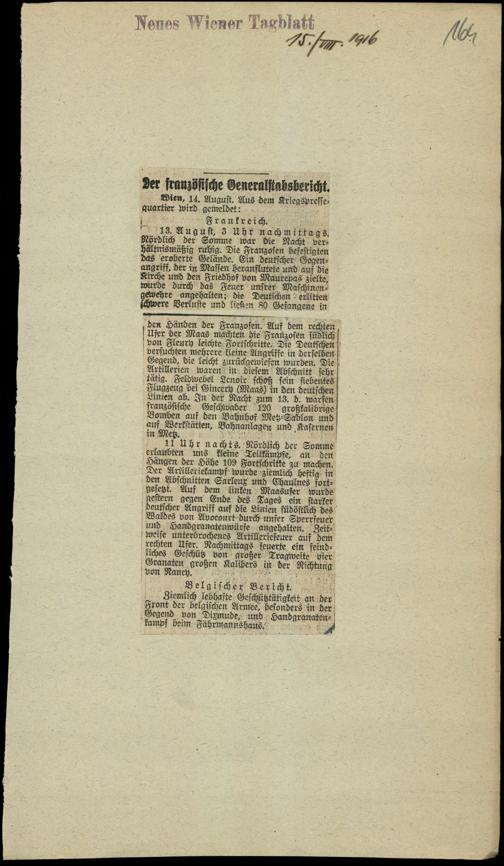 Neues Wiener Tagblatt
15./VIII. 1916
164
Der französische Generalstabsbericht.
Wien, 14. August. Aus dem Kriegspresse-
quartier wird gemeldet:
Frankreich.
13. August, 3 Uhr nachmittags.
Nördlich der Somme war die Nacht ver-
hältnismäßig ruhig. Die Franzosen befestigten
das eroberte Gelände. Ein deutscher Gegen-
angriff, der in Massen heranflutete und auf die
Kirche und den Friedhof von Maurepas zielte,
wurde durch das Feuer unsrer Maschinen-
gewehre angehalten; die Deutschen erlitten
schwere Verluste und ließen 80 Gefangene in
den Händen der Franzosen. Auf dem rechten
Ufer der Maas machten die Franzosen südlich
von Fleury leichte Fortschritte. Die Deutschen
versuchten mehrere kleine Angriffe in derselben
Gegend, die leicht zurückgewiesen wurden. Die
Artillerien waren in diesem Abschnitt sehr
tätig. Feldwebel Lenoir schoß sein siebentes
Flugzeug bei Gincery (Maas) in den deutschen
Linien ab. In der Nacht zum 13. d. warfen
französische Geschwader 120 großkalibrige
Bomben auf den Bahnhof Metz-Sablon und
auf Werkstätten, Bahnanlagen und Kasernen
in Metz.
11 Uhr nachts. Nördlich der Somme
erlaubten uns kleine Teilkämpfe, an den
Hängen der Höhe 109 Fortschritte zu machen.
Der Artilleriekampf wurde ziemlich heftig in
den Abschnitten Sarleux und Chaulnes fort-
gesetzt. Auf dem linken Maasufer wurde
gestern gegen Ende des Tages ein starker
deutscher Angriff auf die Linien südöstlich des
Waldes von Avocourt durch unser Sperrfeuer
und Handgranatenwürfe angehalten. Zeit-
weise unterbrochenes Artilleriefeuer auf dem
rechten Ufer. Nachmittags feuerte ein feind-
liches Geschütz von großer Tragweite vier
Granaten großen Kalibers in der Richtung
von Nancy.
Belgischer Bericht.
Ziemlich lebhafte Geschütztätigkeit an der
Front der belgischen Armee, besonders in der
Gegend von Dixmude, und Handgranaten-
kampf beim Fährmannshaus.